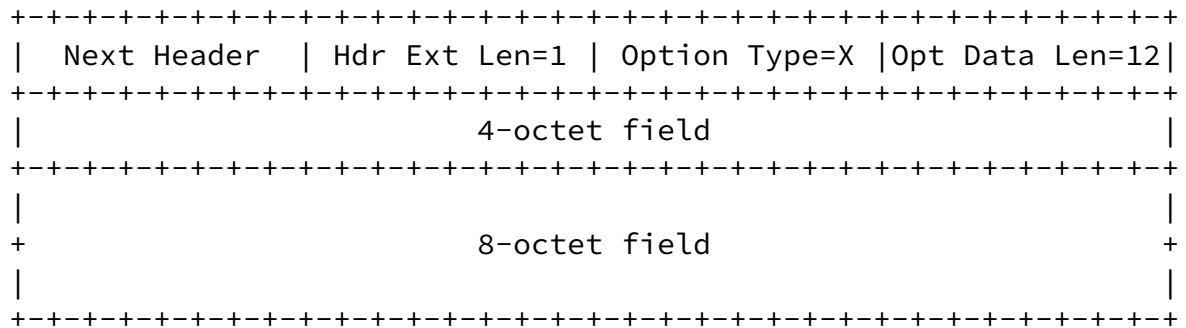 +-+-+-+-+-+-+-+-+-+-+-+-+-+-+-+-+-+-+-+-+-+-+-+-+-+-+-+-+-+-+-+-+
|  Next Header  | Hdr Ext Len=1 | Option Type=X |Opt Data Len=12|
+-+-+-+-+-+-+-+-+-+-+-+-+-+-+-+-+-+-+-+-+-+-+-+-+-+-+-+-+-+-+-+-+
|                         4-octet field                         |
+-+-+-+-+-+-+-+-+-+-+-+-+-+-+-+-+-+-+-+-+-+-+-+-+-+-+-+-+-+-+-+-+
|                                                               |
+                         8-octet field                         +
|                                                               |
+-+-+-+-+-+-+-+-+-+-+-+-+-+-+-+-+-+-+-+-+-+-+-+-+-+-+-+-+-+-+-+-+